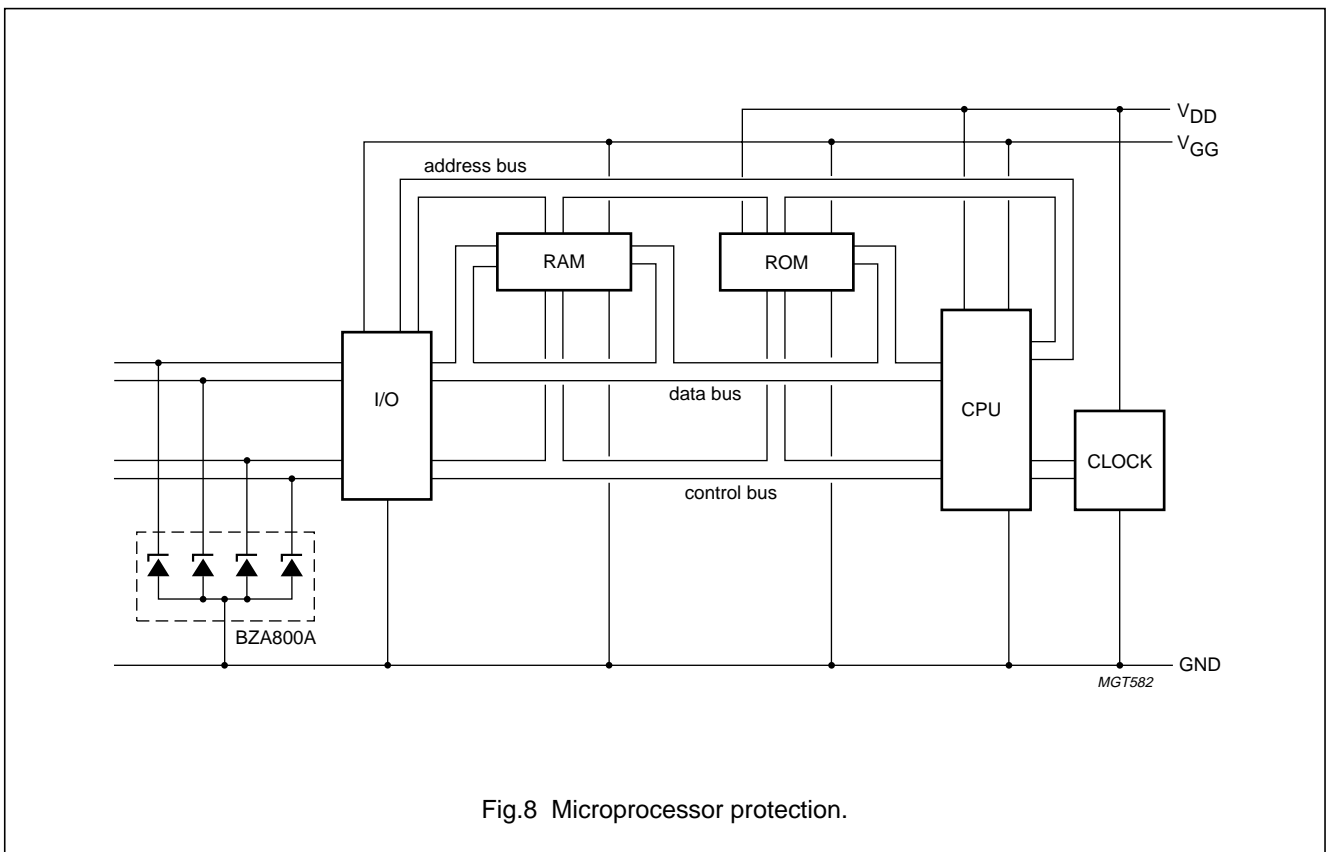 VDD
VGG
address bus
RAM
ROM
I/O
data bus
CPU
CLOCK
control bus
BZA800A
GND
MGT582
Fig.8 Microprocessor protection.